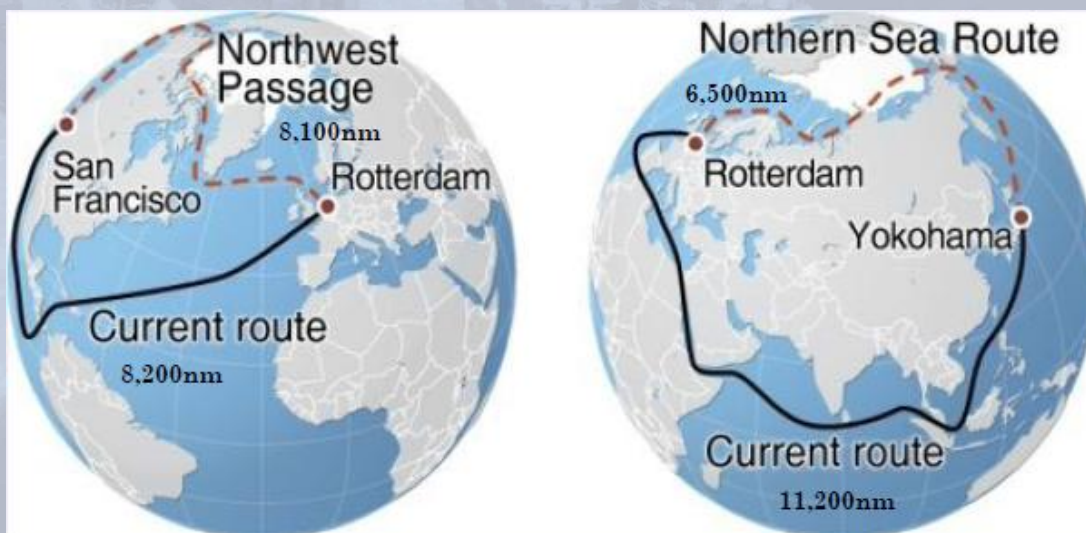 Northwest
Passage
8,100nm
San
Francisco
Rotterdam
Current route
8,200nm
Northern Sea Route
6,500nm
Rotterdam
Yokohama
Current route
11,200nm